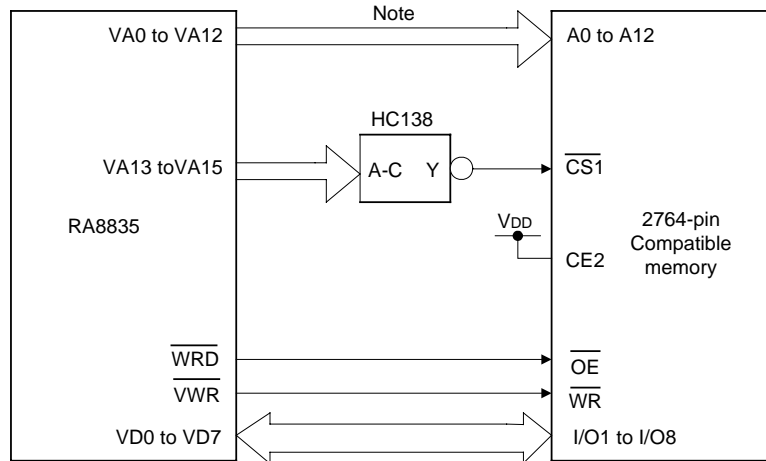 Note
VA0 to VA12
A0 to A12
HC138
VA13 toVA15
A-C Y
CS1
RA8835
VDD
2764-pin
Compatible
memory
CE2
WRD
OE
VWR
WR
VD0 to VD7
I/O1 to I/O8